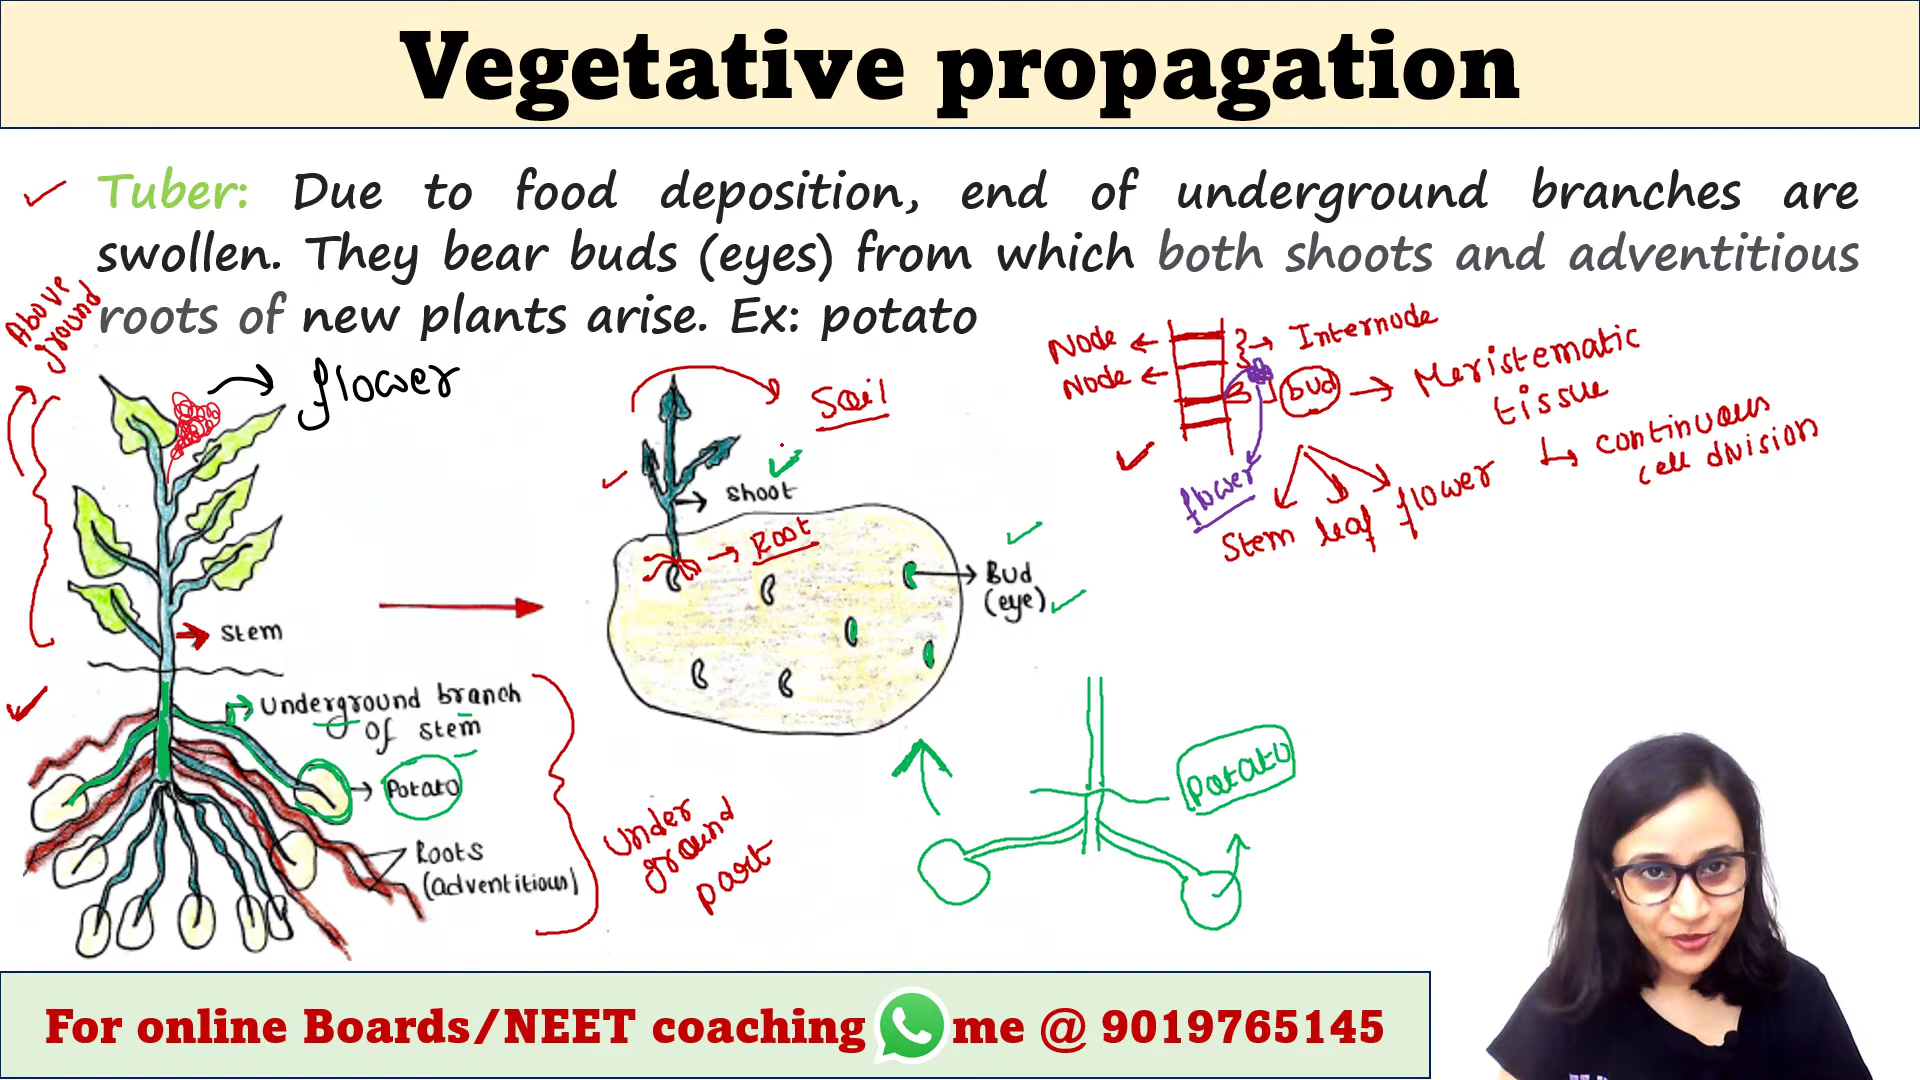 Vegetative propagation
Tuber: Due to food deposition, end of underground branches are
swollen. They bear buds (eyes) from which both shoots and adventitious
roots of new plants arise. Ex: potato
Above
ground
flower
Stem
Underground branch
Of stem
Potato
Roots
(adventitious)
Under
ground
part
Soil
Shoot
Root
Bud
(eye)
Potato
Node
Node
Internode
bud
Meristematic
tissue
continuous
cell division
flower
Stem leaf flower
For online Boards/NEET coaching me @ 9019765145